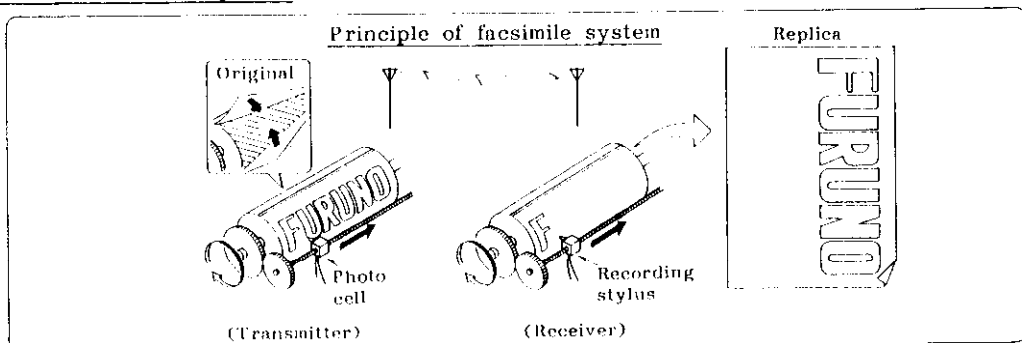 Principle of facsimile system
Replica
Original
FURUNO
F
FURUNO
Photo
cell
Recording
stylus
(Transmitter)
(Receiver)